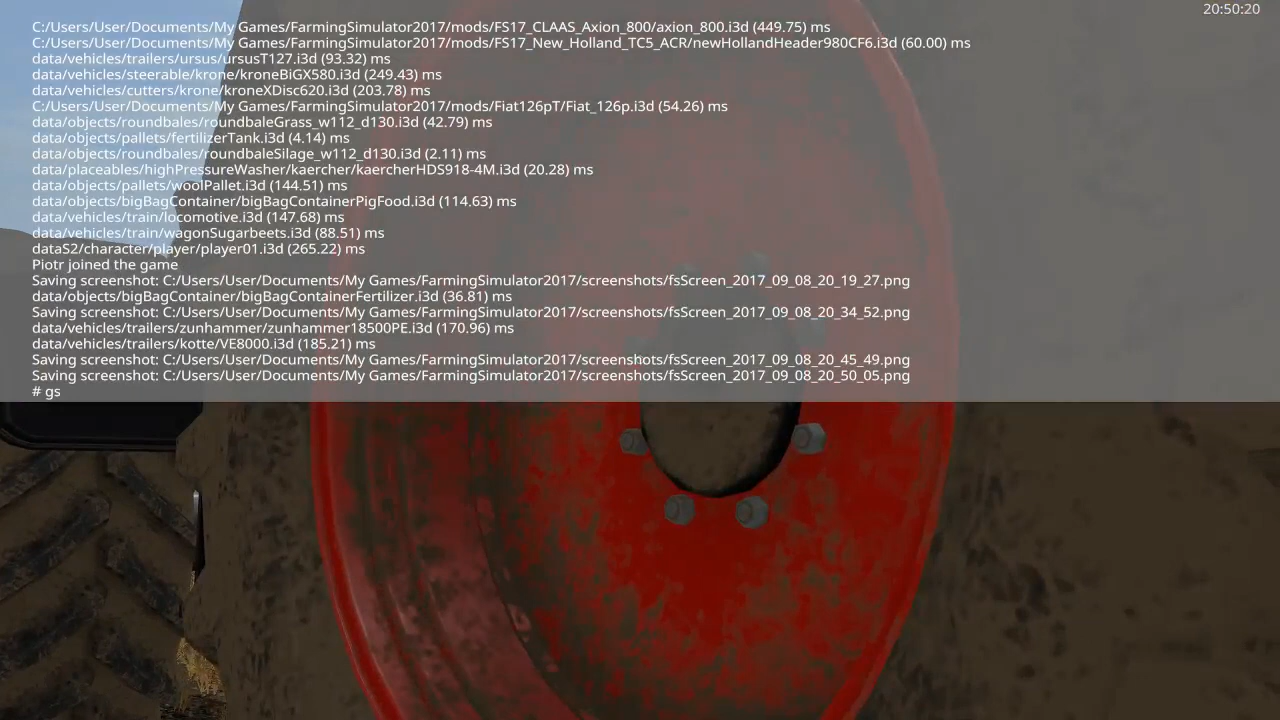 20:50:20
C:/Users/User/Documents/My Games/FarmingSimulator2017/mods/FS17_CLAAS_Axion_800/axion_800.i3d (449.75) ms
C:/Users/User/Documents/My Games/FarmingSimulator2017/mods/FS17_New_Holland_TC5_ACR/newHollandHeader980CF6.i3d (60.00) ms
data/vehicles/trailers/ursus/ursusT127.i3d (93.32) ms
data/vehicles/steerable/krone/kroneBiGX580.i3d (249.43) ms
data/vehicles/cutters/krone/kroneXDisc620.i3d (203.78) ms
C:/Users/User/Documents/My Games/FarmingSimulator2017/mods/Fiat126pT/Fiat_126p.i3d (54.26) ms
data/objects/roundbales/roundbaleGrass_w112_d130.i3d (42.79) ms
data/objects/pallets/fertilizerTank.i3d (4.14) ms
data/objects/roundbales/roundbaleSilage_w112_d130.i3d (2.11) ms
data/placeables/highPressureWasher/kaercher/kaercherHDS918-4M.i3d (20.28) ms
data/objects/pallets/woolPallet.i3d (144.51) ms
data/objects/bigBagContainer/bigBagContainerPigFood.i3d (114.63) ms
data/vehicles/train/locomotive.i3d (147.68) ms
data/vehicles/train/wagonSugarbeets.i3d (88.51) ms
dataS2/character/player/player01.i3d (265.22) ms
Piotr joined the game
Saving screenshot: C:/Users/User/Documents/My Games/FarmingSimulator2017/screenshots/fsScreen_2017_09_08_20_19_27.png
data/objects/bigBagContainer/bigBagContainerFertilizer.i3d (36.81) ms
Saving screenshot: C:/Users/User/Documents/My Games/FarmingSimulator2017/screenshots/fsScreen_2017_09_08_20_34_52.png
data/vehicles/trailers/zunhammer/zunhammer18500PE.i3d (170.96) ms
data/vehicles/trailers/kotte/VE8000.i3d (185.21) ms
Saving screenshot: C:/Users/User/Documents/My Games/FarmingSimulator2017/screenshots/fsScreen_2017_09_08_20_45_49.png
Saving screenshot: C:/Users/User/Documents/My Games/FarmingSimulator2017/screenshots/fsScreen_2017_09_08_20_50_05.png
# gs